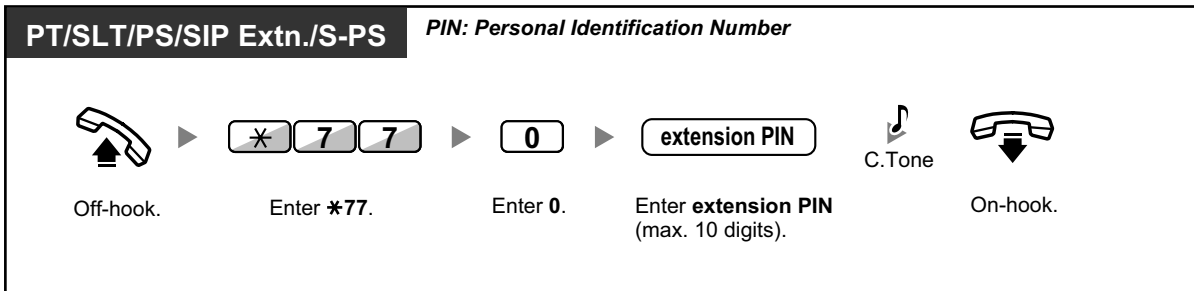 PT/SLT/PS/SIP Extn./S-PS
PIN: Personal Identification Number
* 7 7
0
extension PIN
C.Tone
Off-hook.
Enter *77.
Enter 0.
Enter extension PIN
(max. 10 digits).
On-hook.